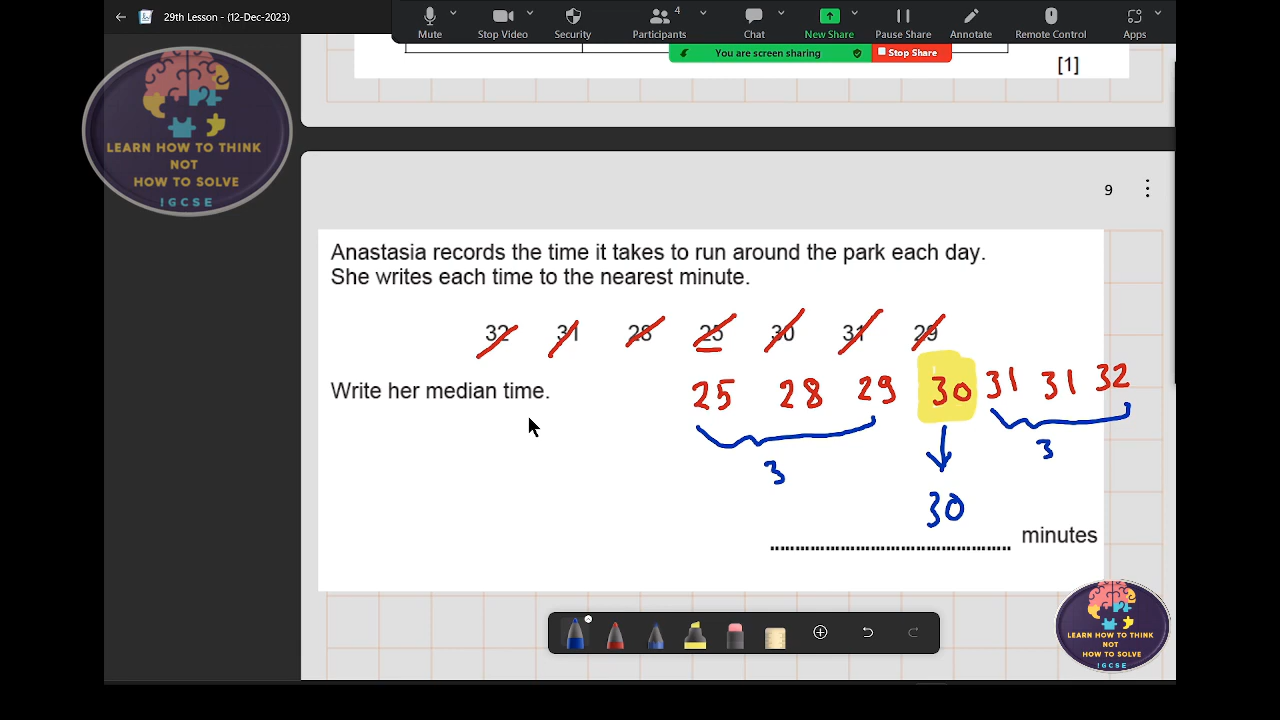 29th Lesson - (12-Dec-2023)
4
Mute
Stop Video
Security
Participants
Chat
New Share
Pause Share
Annotate
Remote Control
Apps
You are screen sharing
Stop Share
[1]
LEARN HOW TO THINK
NOT
HOW TO SOLVE
IGCSE
9
Anastasia records the time it takes to run around the park each day.
She writes each time to the nearest minute.
32 31 28 25 30 31 29
Write her median time.
25 28 29 30 31 31 32
3
3
30
minutes
LEARN HOW TO THINK
NOT
HOW TO SOLVE
IGCSE